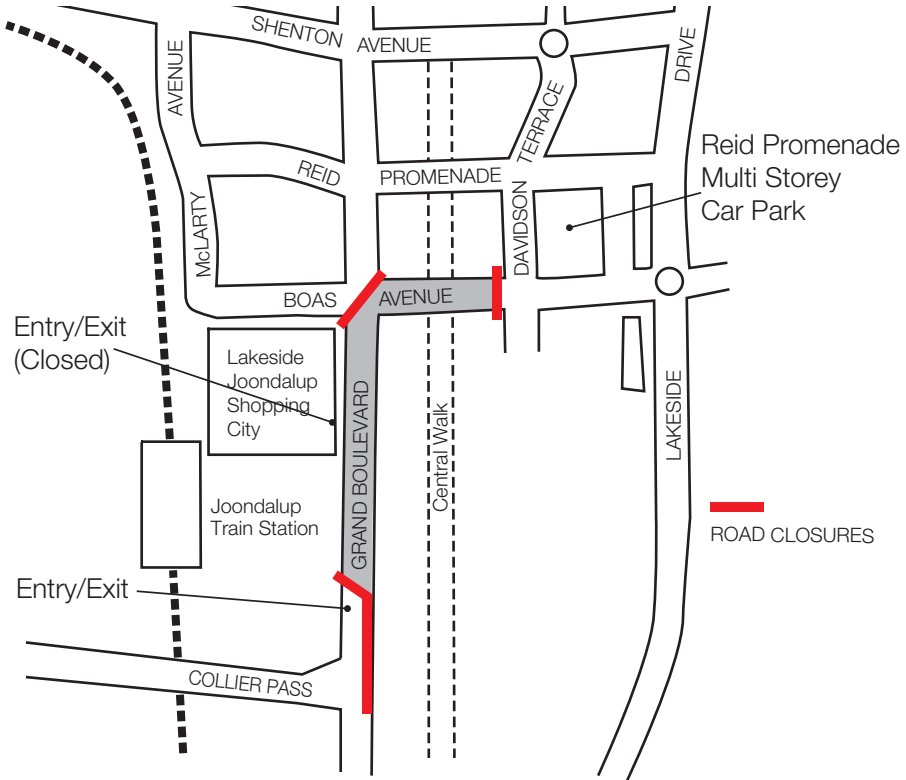 SHENTON AVENUE
AVENUE
DRIVE
TERRACE
Reid Promenade
Multi Storey
Car Park
REID PROMENADE
McLARTY
DAVIDSON
BOAS AVENUE
Entry/Exit
(Closed)
Lakeside
Joondalup
Shopping
City
GRAND BOULEVARD
Central Walk
LAKESIDE
Joondalup
Train Station
ROAD CLOSURES
Entry/Exit
COLLIER PASS